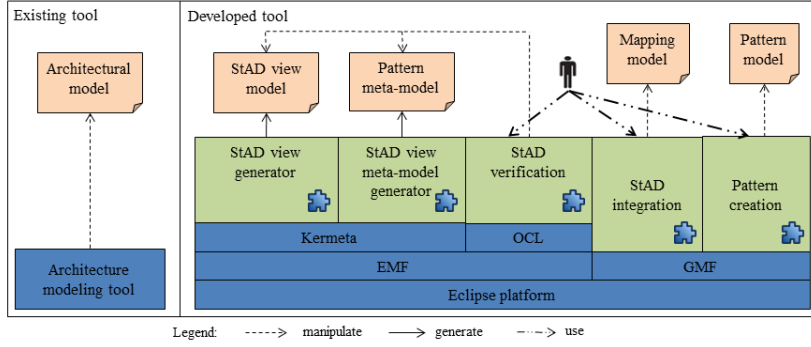 Existing tool
Developed tool
Architectural
model
StAD view
model
Pattern
meta-model
Mapping
model
Pattern
model
StAD view
generator
StAD view
meta-model
generator
StAD
verification
StAD
integration
Pattern
creation
Kermeta
OCL
Architecture
modeling tool
EMF
GMF
Eclipse platform
Legend:
manipulate
generate
use